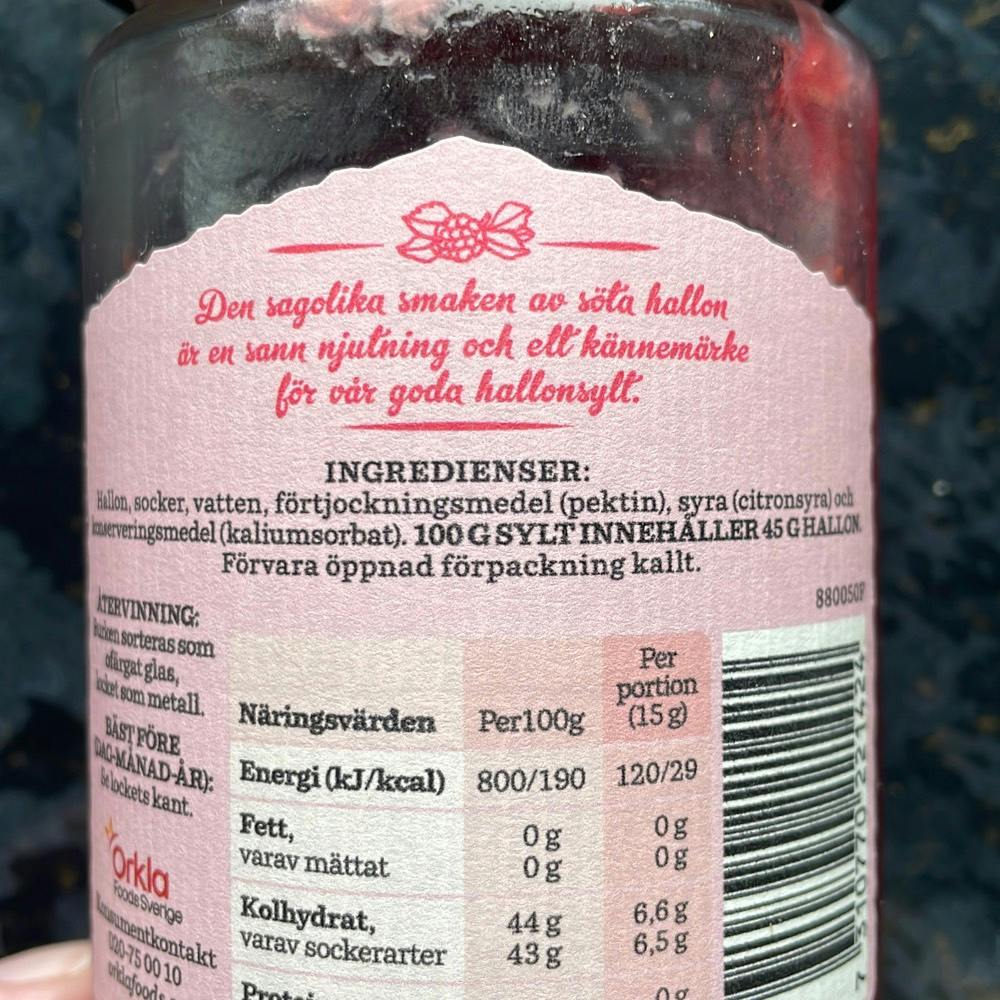 Den sagolika smaken av söta hallon
är en sann njutning och ett kännemärke
för vår goda hallonsylt.
INGREDIENSER:
Hallon, socker, vatten, förtjockningsmedel (pektin), syra (citronsyra) och
konserveringsmedel (kaliumsorbat). 100 G SYLT INNEHÅLLER 45 G HALLON.
Förvara öppnad förpackning kallt.
880050P
ÅTERVINNING:
Burken sorteras som
ofärgat glas,
locket som metall.
BÄST FÖRE
(DAG-MÅNAD-ÅR):
Se lockets kant.
Orkla
Foods Sverige
Konsumentkontakt
020-75 00 10
Näringsvärden Per 100g Per portion (15 g)
Energi (kJ/kcal) 800/190 120/29
Fett, 0 g 0 g
varav mättat 0 g 0 g
Kolhydrat, 44 g 6,6 g
varav sockerarter 43 g 6,5 g
0 g